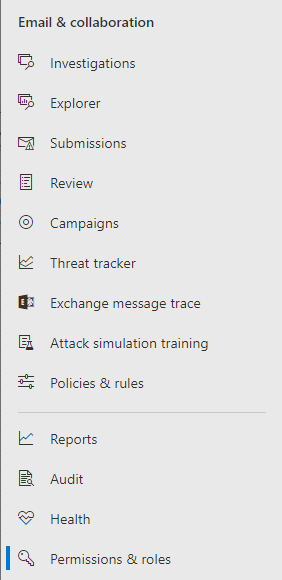 Email & collaboration
Investigations
Explorer
Submissions
Review
Campaigns
Threat tracker
Exchange message trace
Attack simulation training
Policies & rules
Reports
Audit
Health
Permissions & roles